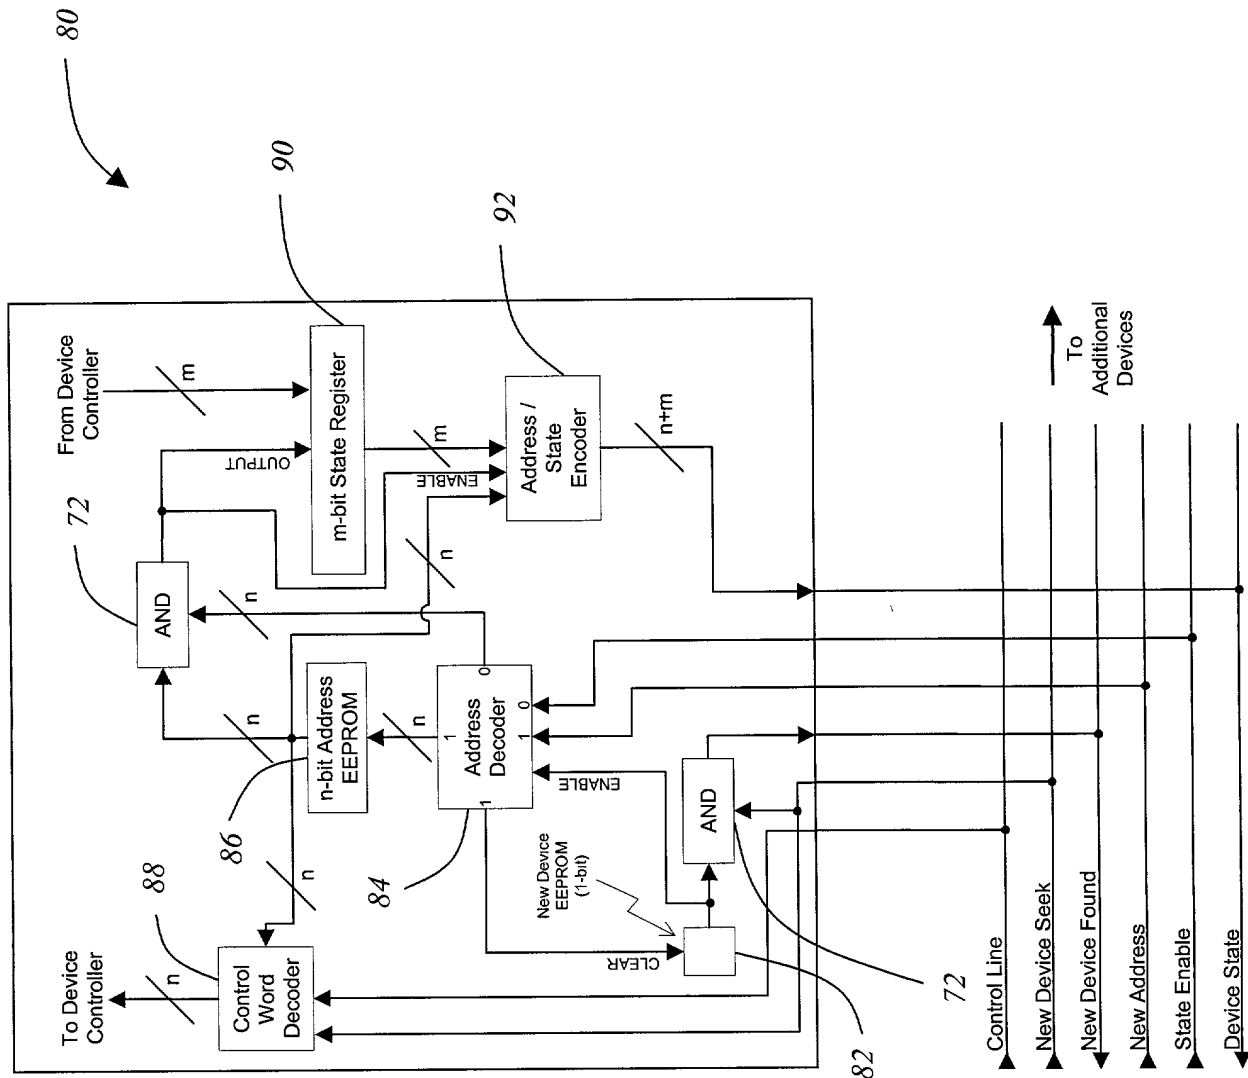 80
90
92
From Device
Controller
m
OUTPUT
m-bit State Register
m
ENABLE
Address /
State
Encoder
n+m
72
AND
n
n
n
n-bit Address
EEPROM
86
n
1
0
Address
Decoder
1
1
0
84
ENABLE
n
88
To Device
Controller
n
Control
Word
Decoder
CLEAR
New Device
EEPROM
(1-bit)
AND
72
82
To
Additional
Devices
Control Line
New Device Seek
New Device Found
New Address
State Enable
Device State